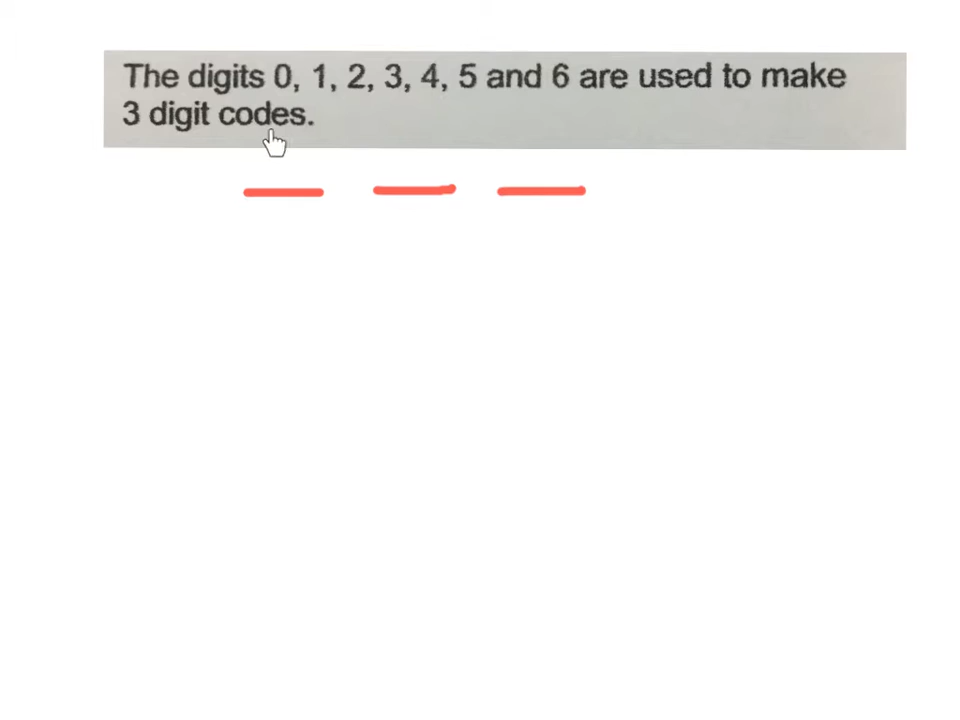 The digits 0, 1, 2, 3, 4, 5 and 6 are used to make
3 digit codes.